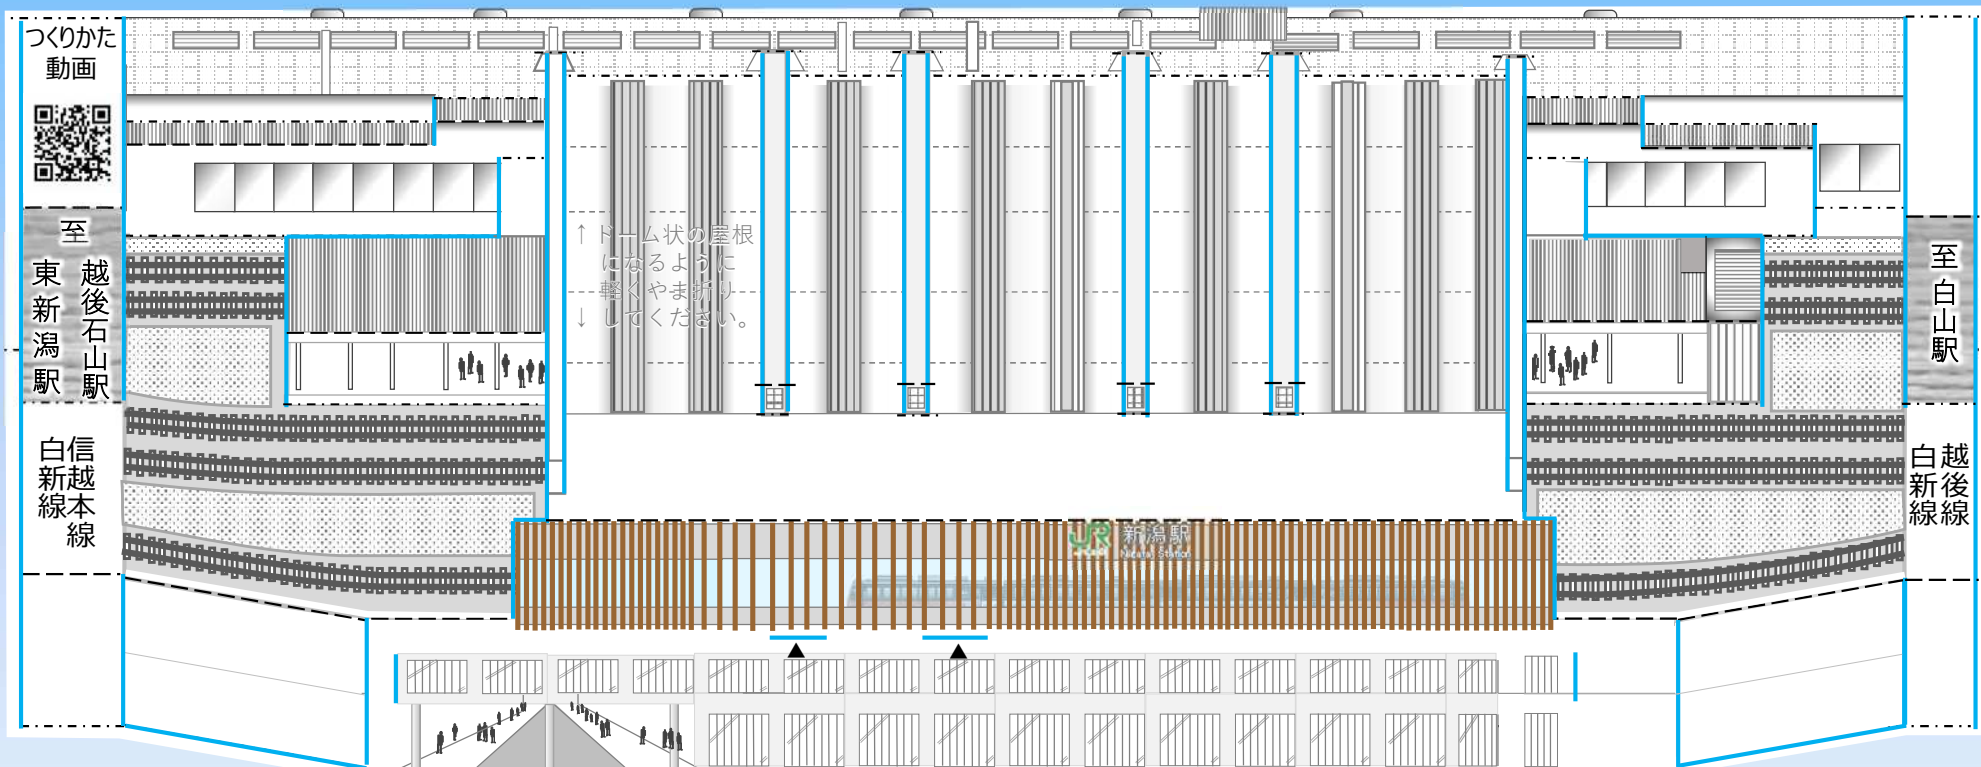 つくりかた
動画
至
越後石山駅
東新潟駅
信越本線
白新線
↑ ドーム状の屋根
になるように
軽くやま折り
↓ してください。
JR 新潟駅
Niigata Station
至白山駅
越後線
白新線